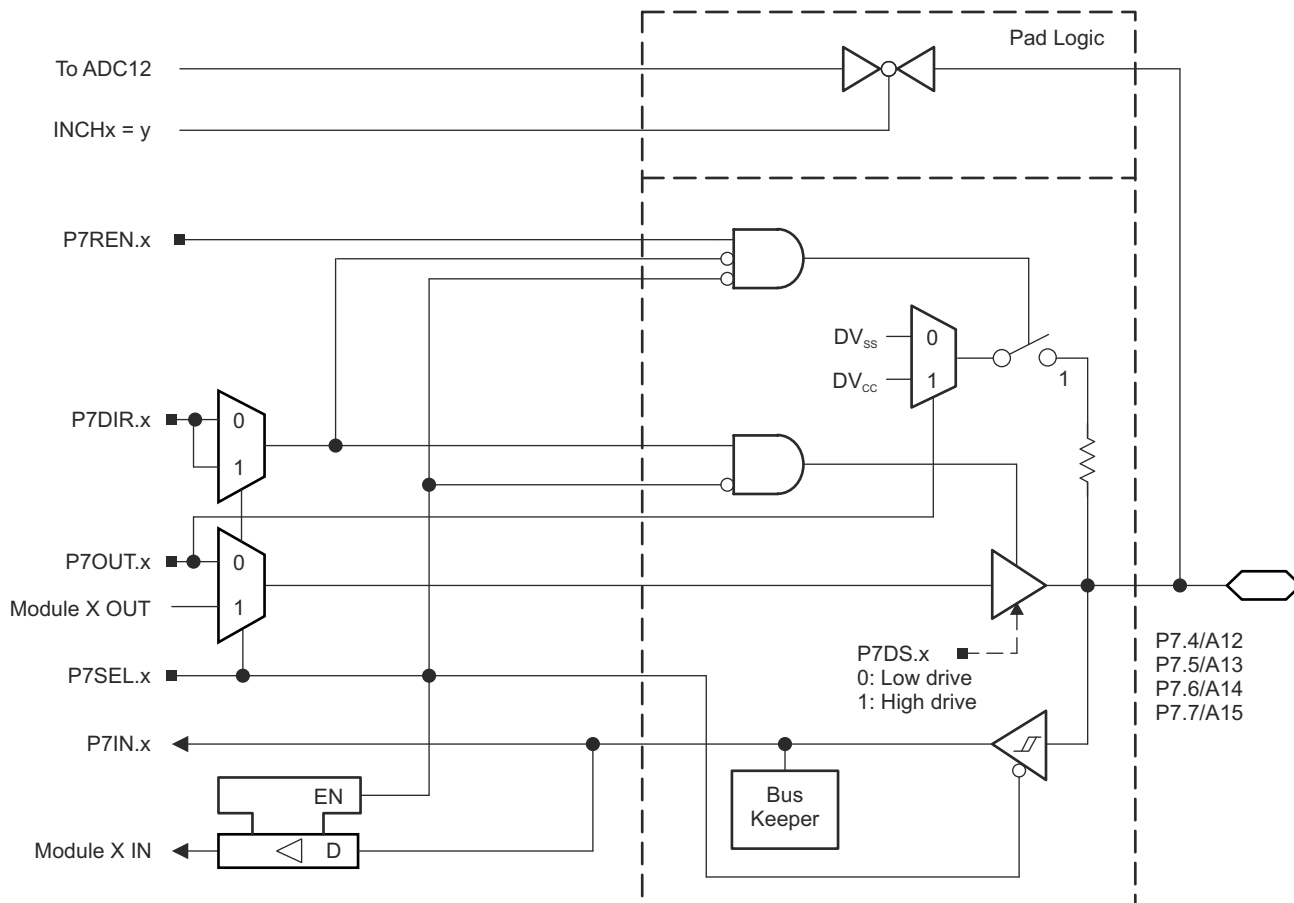 Pad Logic
To ADC12
INCHx = y
P7REN.x
DVSS
0
DVCC
1
1
P7DIR.x
0
1
P7OUT.x
0
Module X OUT
1
P7SEL.x
P7DS.x
0: Low drive
1: High drive
P7.4/A12
P7.5/A13
P7.6/A14
P7.7/A15
P7IN.x
EN
Bus
Keeper
Module X IN
D